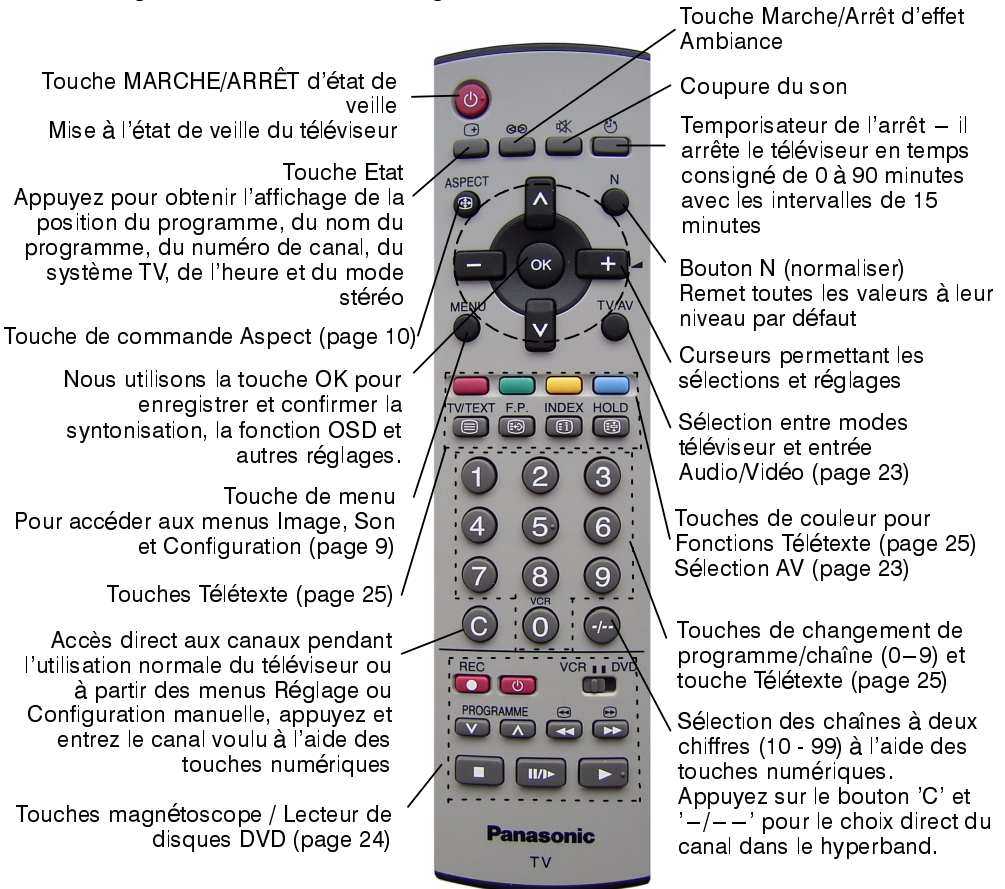 Touche Marche/Arrêt d'effet
Ambiance
Touche MARCHE/ARRÊT d'état de
veille
Mise à l'état de veille du téléviseur
Coupure du son
Temporisateur de l'arrêt – il
arrête le téléviseur en temps
consigné de 0 à 90 minutes
avec les intervalles de 15
minutes
Touche Etat
Appuyez pour obtenir l'affichage de la
position du programme, du nom du
programme, du numéro de canal, du
système TV, de l'heure et du mode
stéréo
Bouton N (normaliser)
Remet toutes les valeurs à leur
niveau par défaut
Touche de commande Aspect (page 10)
Curseurs permettant les
sélections et réglages
Nous utilisons la touche OK pour
enregistrer et confirmer la
syntonisation, la fonction OSD et
autres réglages.
Sélection entre modes
téléviseur et entrée
Audio/Vidéo (page 23)
Touche de menu
Pour accéder aux menus Image, Son
et Configuration (page 9)
Touches de couleur pour
Fonctions Télétexte (page 25)
Sélection AV (page 23)
Touches Télétexte (page 25)
Accès direct aux canaux pendant
l'utilisation normale du téléviseur ou
à partir des menus Réglage ou
Configuration manuelle, appuyez et
entrez le canal voulu à l'aide des
touches numériques
Touches de changement de
programme/chaîne (0–9) et
touche Télétexte (page 25)
Sélection des chaînes à deux
chiffres (10 - 99) à l'aide des
touches numériques.
Appuyez sur le bouton 'C' et
'–/––' pour le choix direct du
canal dans le hyperband.
Touches magnétoscope / Lecteur de
disques DVD (page 24)
ASPECT N
OK
MENU TV/AV
TV/TEXT F.P. INDEX HOLD
1 2 3
4 5 6
7 8 9
VCR
C 0 -/--
REC VCR DVD
PROGRAMME
Panasonic
TV